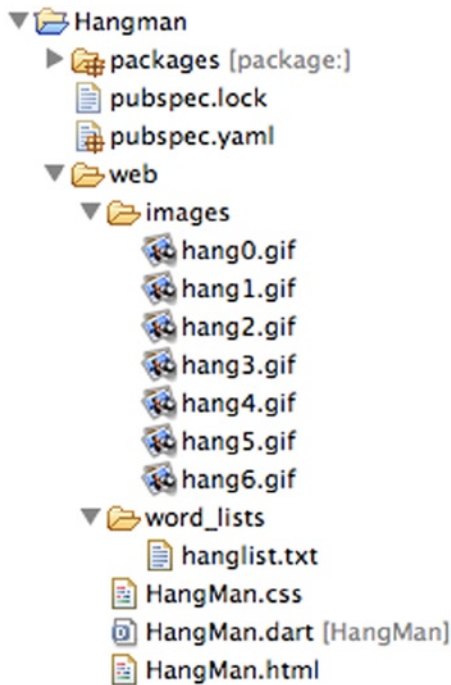 Hangman
packages [package:]
pubspec.lock
pubspec.yaml
web
images
hang0.gif
hang1.gif
hang2.gif
hang3.gif
hang4.gif
hang5.gif
hang6.gif
word_lists
hanglist.txt
HangMan.css
HangMan.dart [HangMan]
HangMan.html